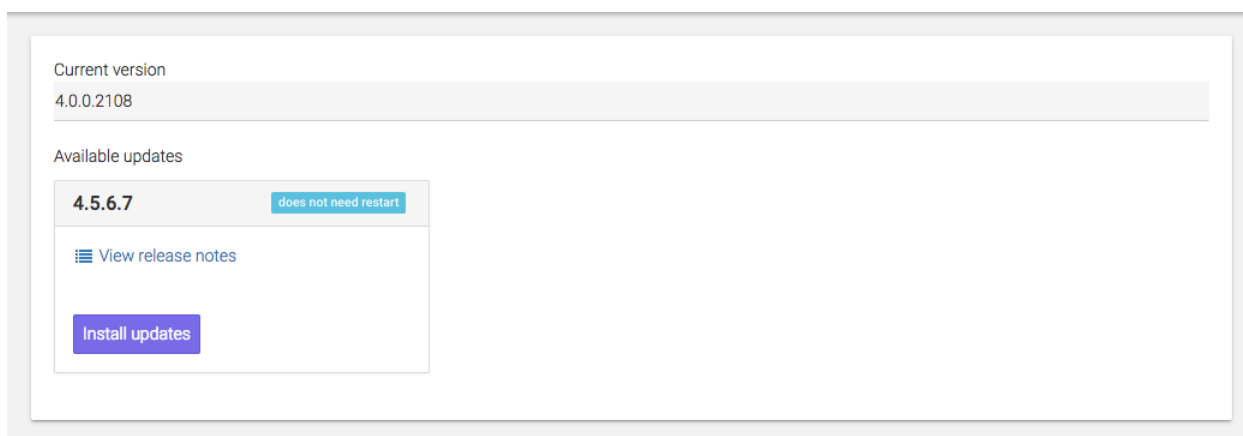 Current version
4.0.0.2108
Available updates
4.5.6.7 does not need restart
View release notes
Install updates